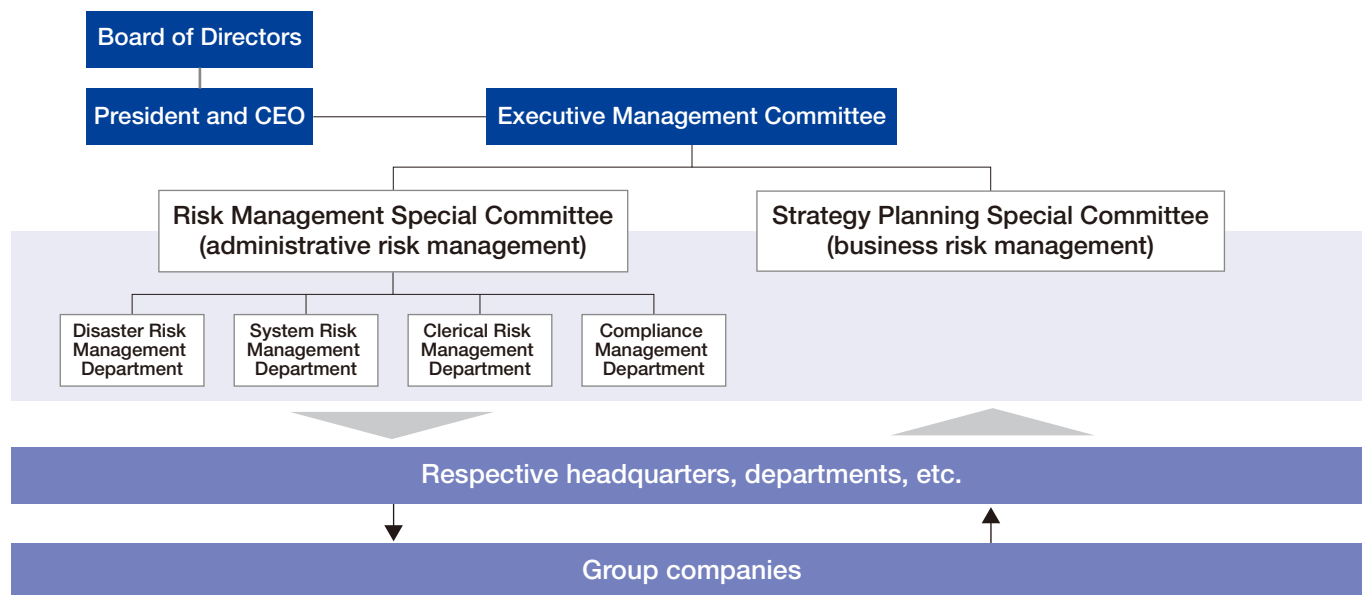 Board of Directors
President and CEO
Executive Management Committee
Risk Management Special Committee
(administrative risk management)
Strategy Planning Special Committee
(business risk management)
Disaster Risk
Management
Department
System Risk
Management
Department
Clerical Risk
Management
Department
Compliance
Management
Department
Respective headquarters, departments, etc.
Group companies